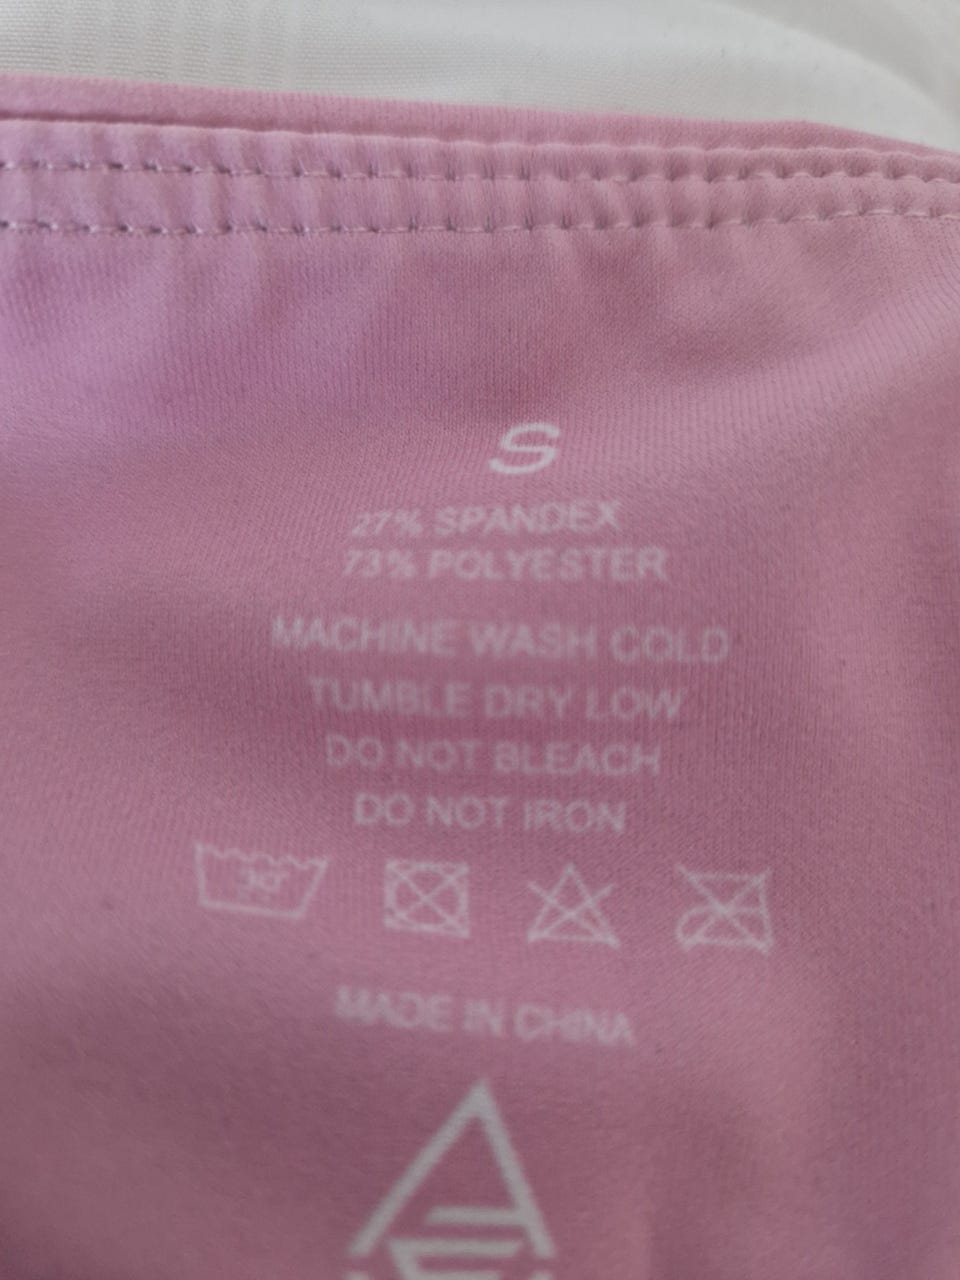 S
27% SPANDEX
73% POLYESTER
MACHINE WASH COLD
TUMBLE DRY LOW
DO NOT BLEACH
DO NOT IRON
30°
MADE IN CHINA